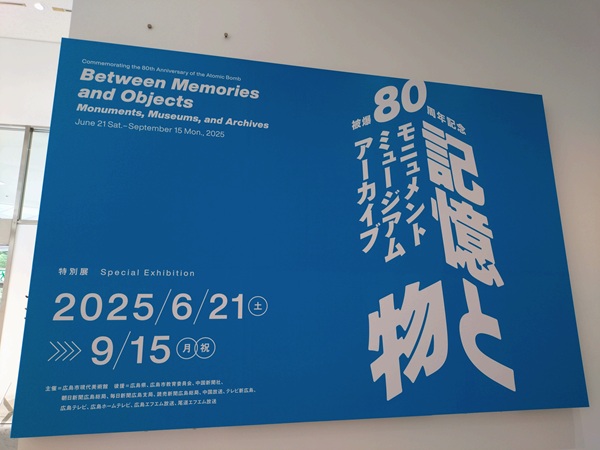 Commemorating the 80th Anniversary of the Atomic Bomb
Between Memories
and Objects
Monuments, Museums, and Archives
June 21 Sat.–September 15 Mon., 2025
被爆80周年記念
記憶と
物
モニュメント
ミュージアム
アーカイブ
特別展 Special Exhibition
2025/6/21(土)
9/15(月)(祝)
主催=広島市現代美術館 後援=広島県、広島市教育委員会、中国新聞社、
朝日新聞広島総局、毎日新聞広島支局、読売新聞広島総局、中国放送、テレビ新広島、
広島テレビ、広島ホームテレビ、広島エフエム放送、尾道エフエム放送